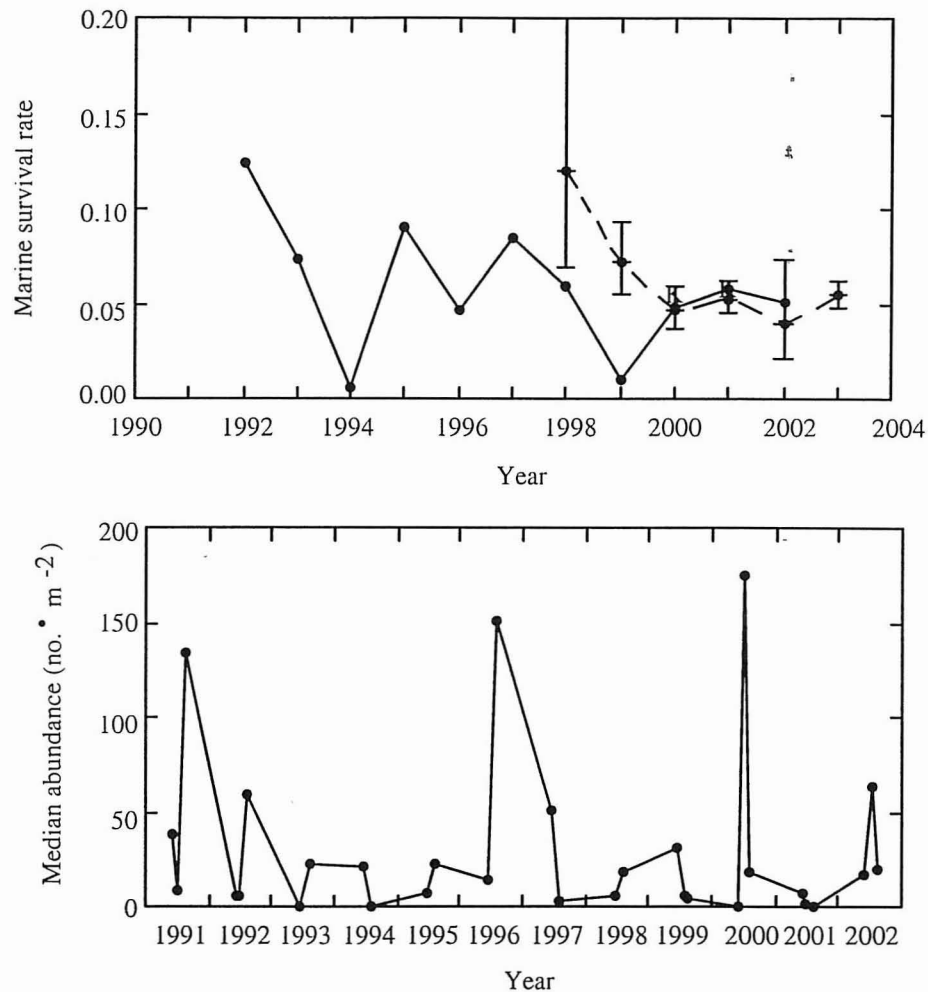 Marine survival rate
0.20
0.15
0.10
0.05
0.00
1990 1992 1994 1996 1998 2000 2002 2004
Year
Median abundance (no. • m -2)
200
150
100
50
0
1991 1992 1993 1994 1995 1996 1997 1998 1999 2000 2001 2002
Year